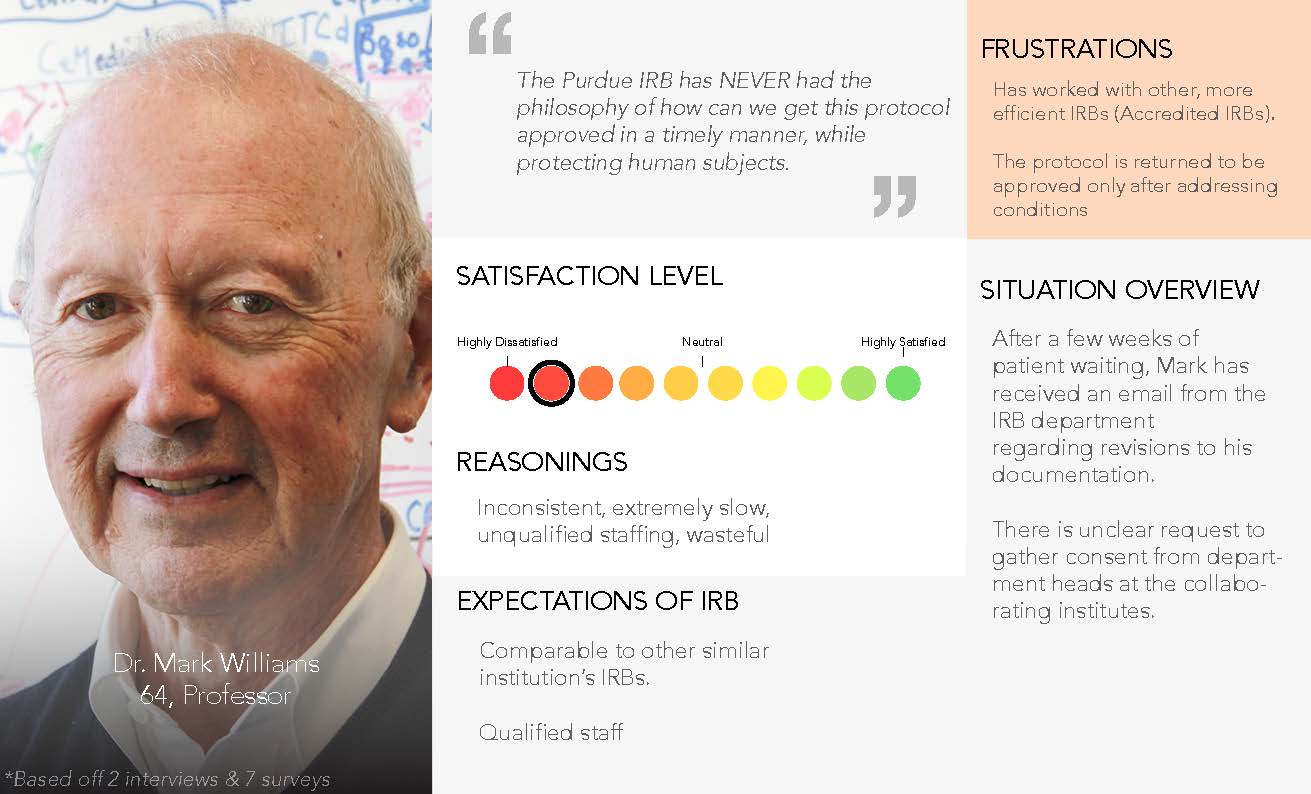 The Purdue IRB has NEVER had the
philosophy of how can we get this protocol
approved in a timely manner, while
protecting human subjects.
FRUSTRATIONS
Has worked with other, more
efficient IRBs (Accredited IRBs).
The protocol is returned to be
approved only after addressing
conditions
SATISFACTION LEVEL
Highly Dissatisfied
Neutral
Highly Satisfied
REASONINGS
Inconsistent, extremely slow,
unqualified staffing, wasteful
EXPECTATIONS OF IRB
Comparable to other similar
institution's IRBs.
Qualified staff
SITUATION OVERVIEW
After a few weeks of
patient waiting, Mark has
received an email from the
IRB department
regarding revisions to his
documentation.
There is unclear request to
gather consent from depart-
ment heads at the collabo-
rating institutes.
Dr. Mark Williams
64, Professor
*Based off 2 interviews & 7 surveys